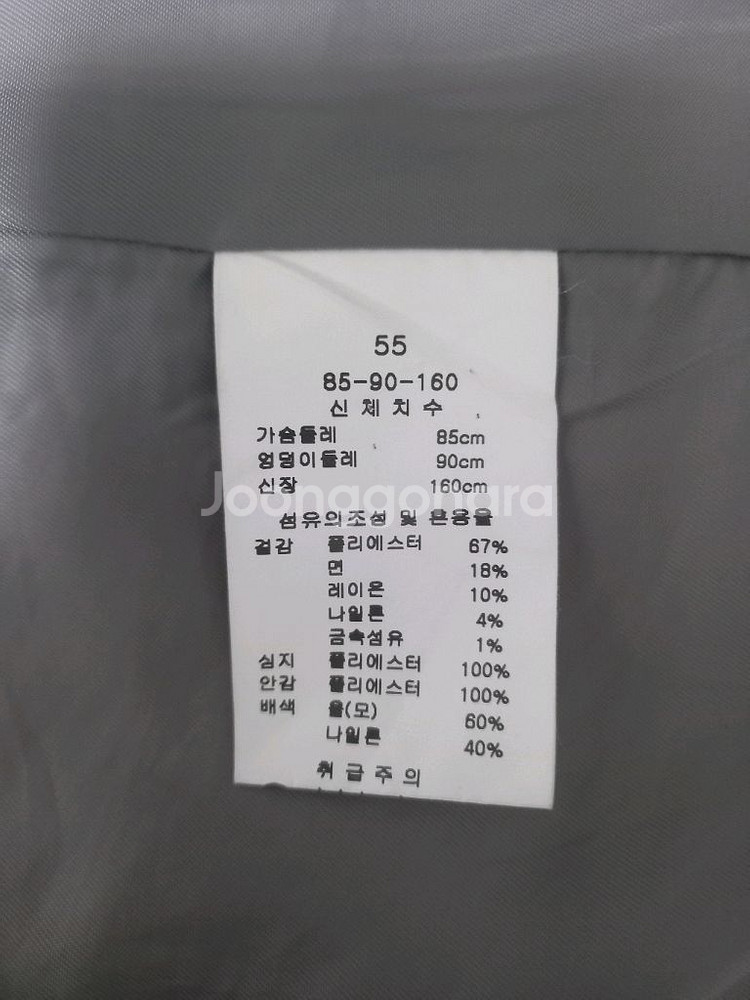 55
85-90-160
신체치수
가슴둘레 85cm
엉덩이둘레 90cm
신장 160cm
Joonggonara
섬유의조성 및 혼용율
겉감 폴리에스터 67%
면 18%
레이온 10%
나일론 4%
금속섬유 1%
심지 폴리에스터 100%
안감 폴리에스터 100%
배색 울(모) 60%
나일론 40%
취급주의